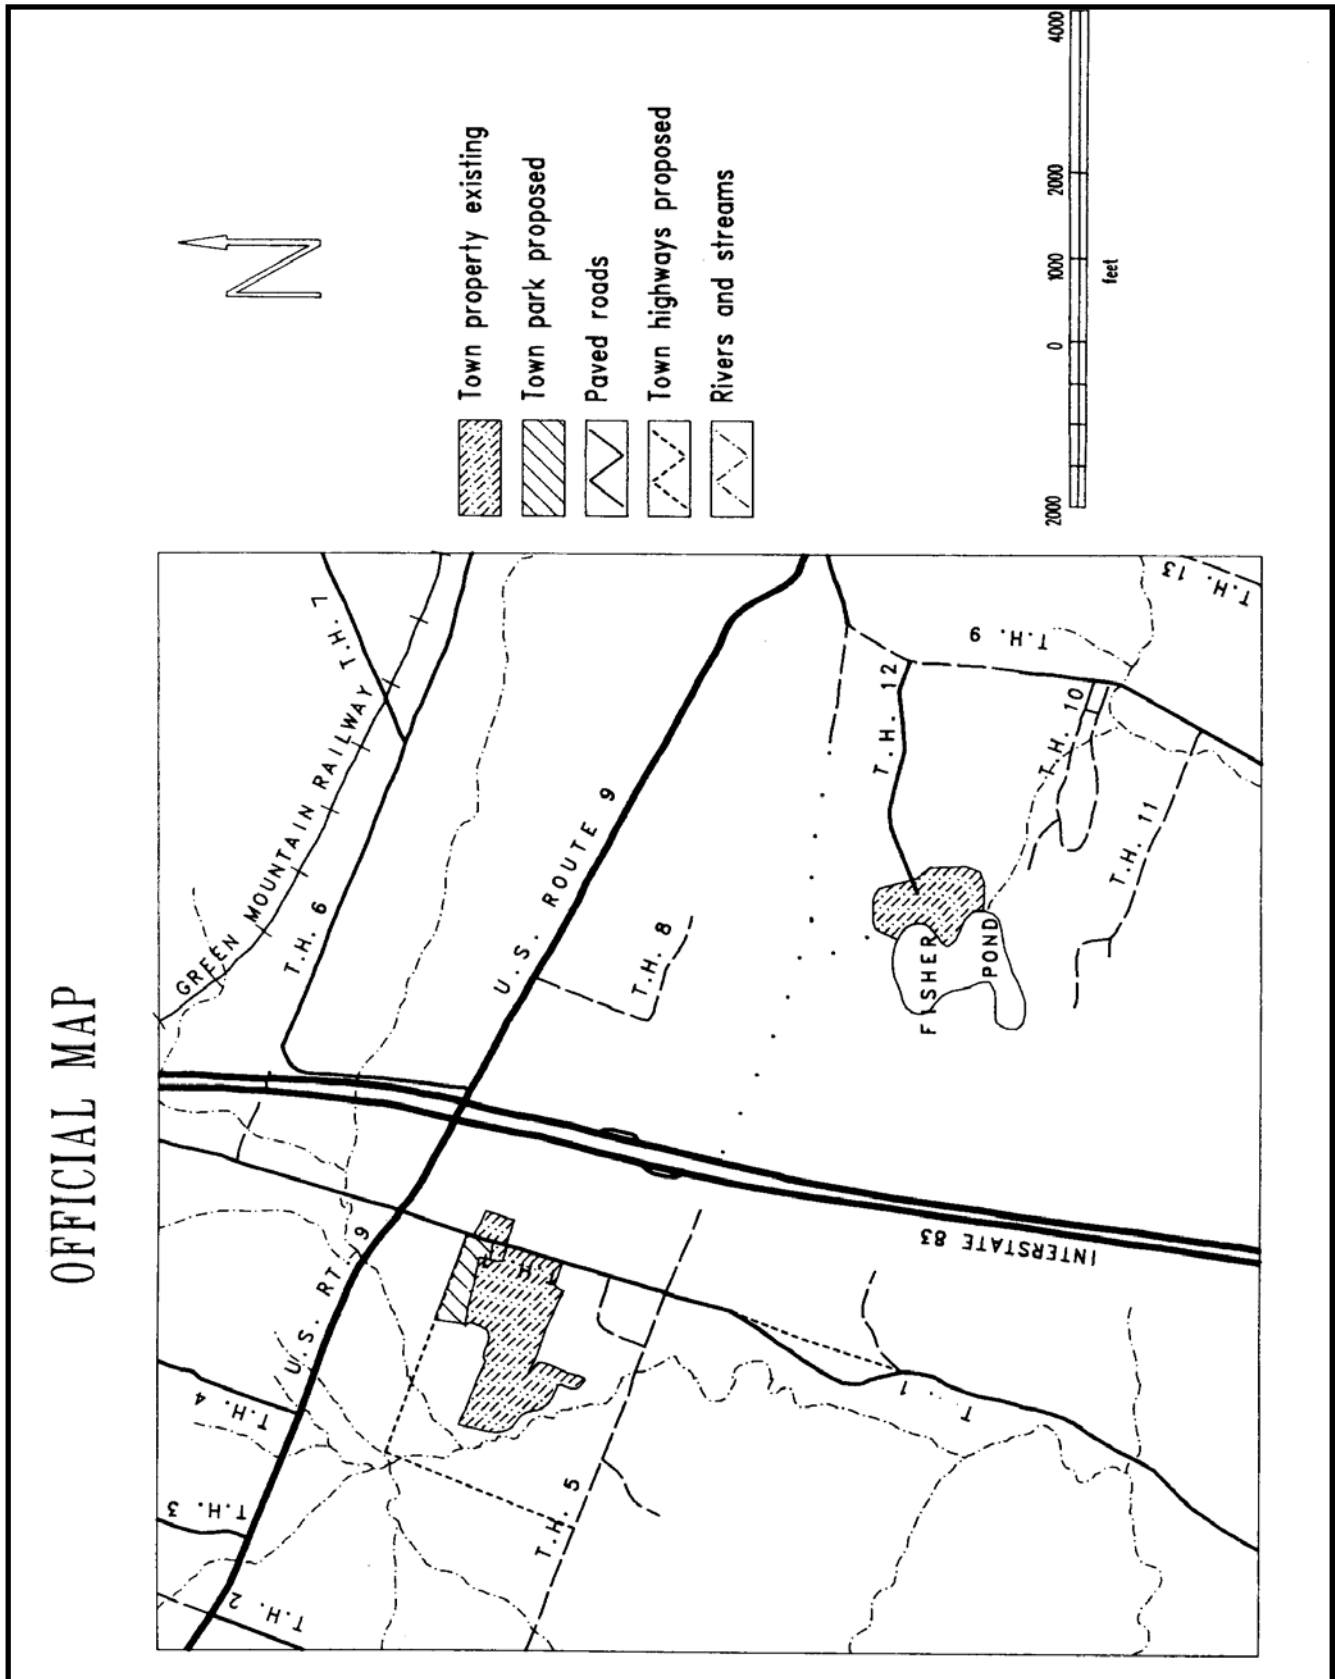 OFFICIAL MAP
N
Town property existing
Town park proposed
Paved roads
Town highways proposed
Rivers and streams
2000 0 1000 2000 4000
feet
GREEN MOUNTAIN RAILWAY
T.H. 7
T.H. 6
U.S. ROUTE 9
U.S. RT. 9
T.H. 4
T.H. 3
T.H. 2
T.H. 5
T.H. 8
T.H. 12
T.H. 9
T.H. 10
T.H. 11
T.H. 13
FISHER
POND
INTERSTATE 83
T. 1